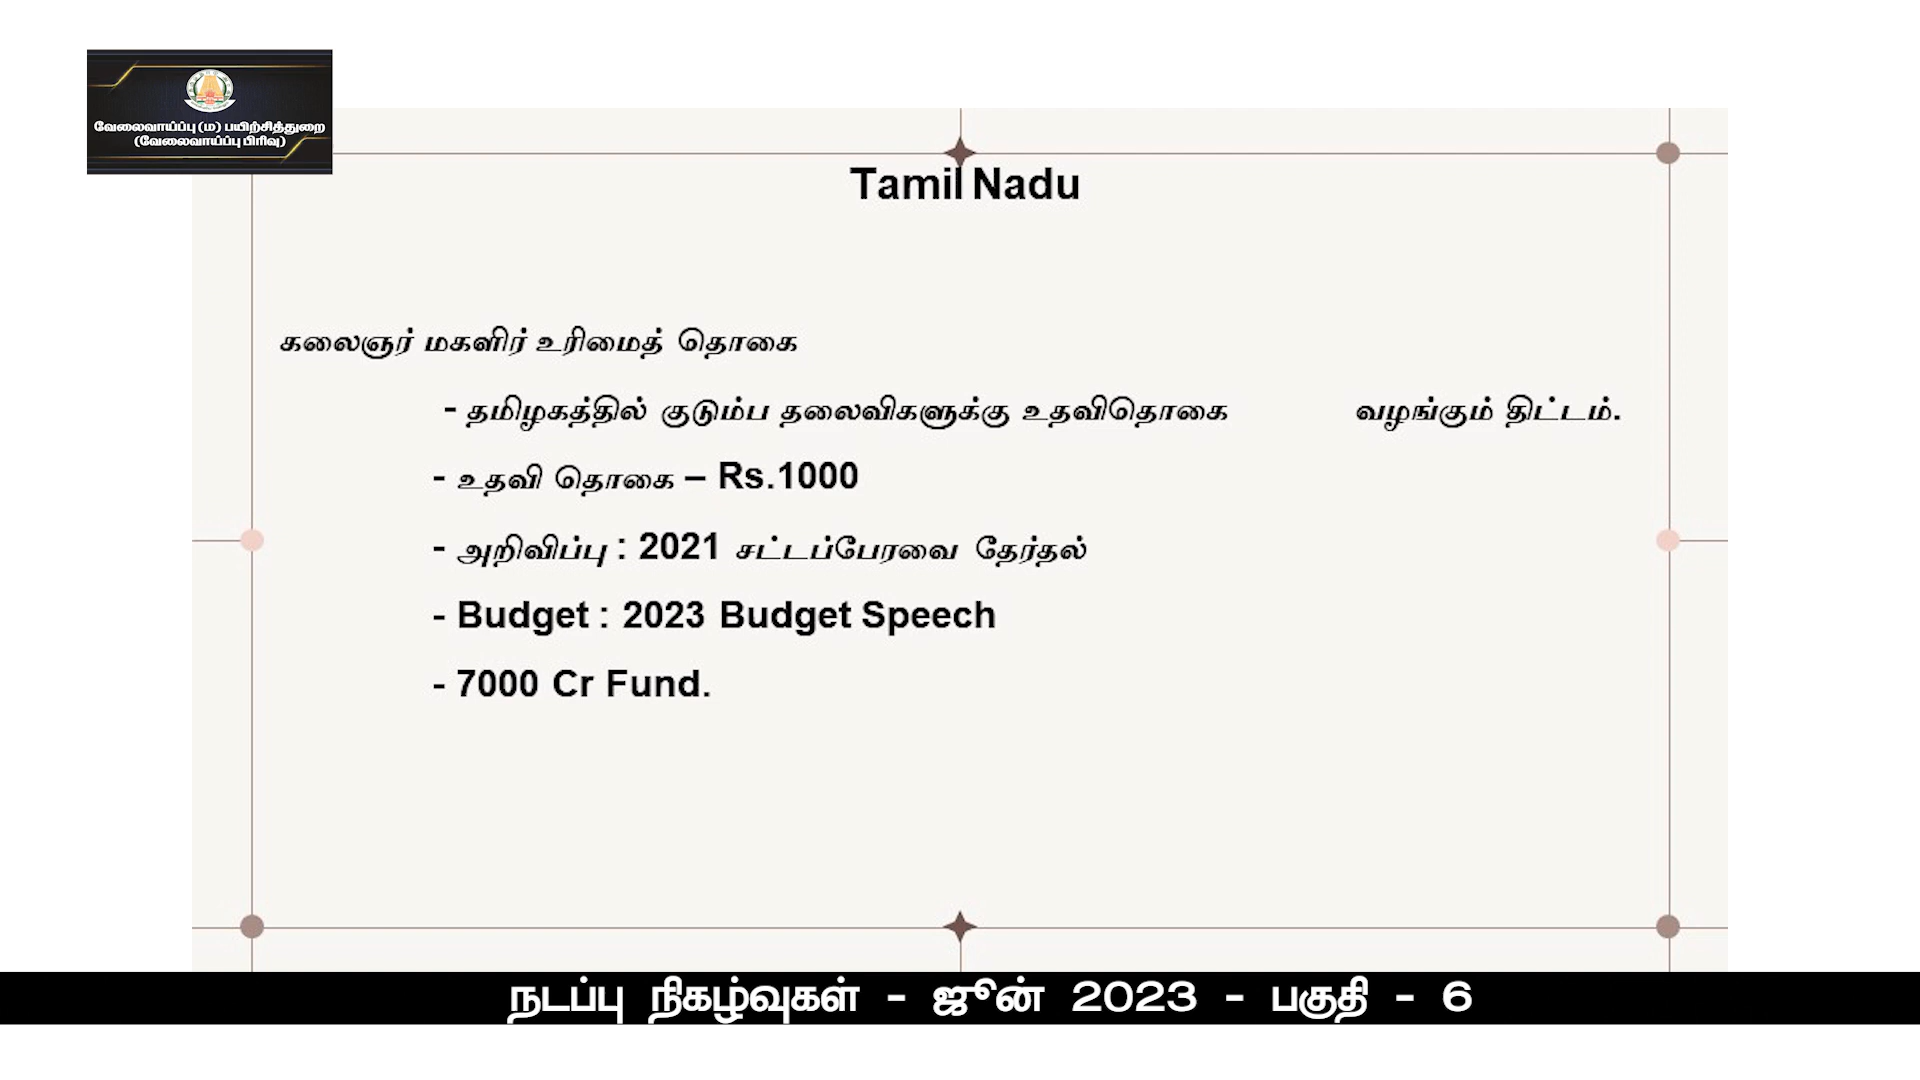 வேலைவாய்ப்பு (ம) பயிற்சித்துறை
(வேலைவாய்ப்பு பிரிவு)
Tamil Nadu
கலைஞர் மகளிர் உரிமைத் தொகை
- தமிழகத்தில் குடும்ப தலைவிகளுக்கு உதவிதொகை வழங்கும் திட்டம்.
- உதவி தொகை – Rs.1000
- அறிவிப்பு : 2021 சட்டப்பேரவை தேர்தல்
- Budget : 2023 Budget Speech
- 7000 Cr Fund.
நடப்பு நிகழ்வுகள் - ஜூன் 2023 - பகுதி - 6